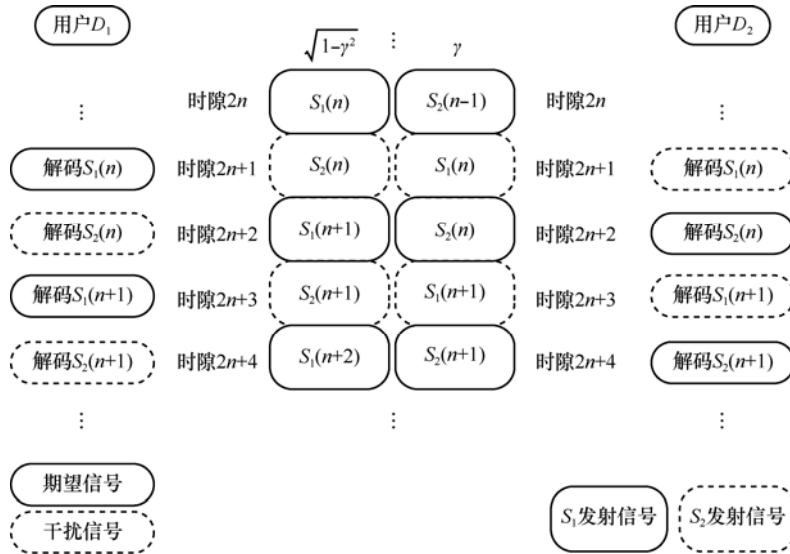 用户D₁ √(1−γ²) ⋮ γ 用户D₂
⋮ 时隙2n S₁(n) S₂(n−1) 时隙2n ⋮
解码S₁(n) 时隙2n+1 S₂(n) S₁(n) 时隙2n+1 解码S₁(n)
解码S₂(n) 时隙2n+2 S₁(n+1) S₂(n) 时隙2n+2 解码S₂(n)
解码S₁(n+1) 时隙2n+3 S₂(n+1) S₁(n+1) 时隙2n+3 解码S₁(n+1)
解码S₂(n+1) 时隙2n+4 S₁(n+2) S₂(n+1) 时隙2n+4 解码S₂(n+1)
⋮ ⋮ ⋮
期望信号 S₁发射信号 S₂发射信号
干扰信号